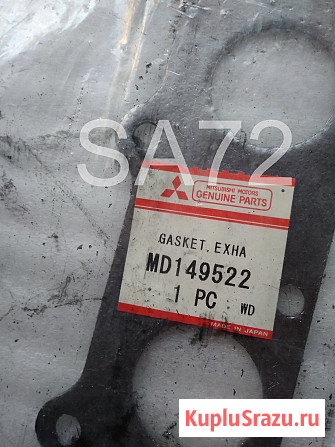 SA72
MITSUBISHI MOTORS
GENUINE PARTS
GASKET, EXHA
MD149522
1 PC WD
MADE IN JAPAN
KupluSrazu.ru